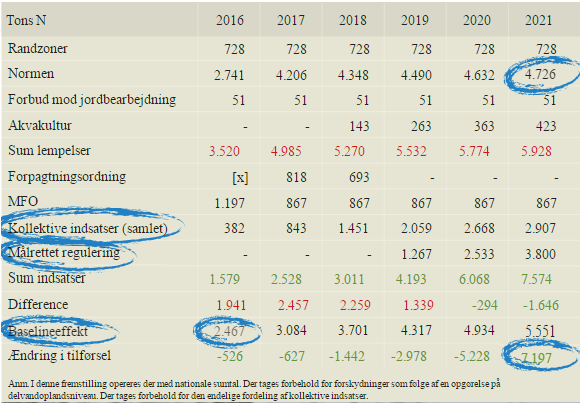 Tons N 2016 2017 2018 2019 2020 2021
Randzoner 728 728 728 728 728 728
Normen 2.741 4.206 4.348 4.490 4.632 4.726
Forbud mod jordbearbejdning 51 51 51 51 51 51
Akvakultur - - 143 263 363 423
Sum lempelser 3.520 4.985 5.270 5.532 5.774 5.928
Forpagtningsordning [x] 818 693 - - -
MFO 1.197 867 867 867 867 867
Kollektive indsatser (samlet) 382 843 1.451 2.059 2.668 2.907
Målrettet regulering - - - 1.267 2.533 3.800
Sum indsatser 1.579 2.528 3.011 4.193 6.068 7.574
Difference 1.941 2.457 2.259 1.339 -294 -1.646
Baselineeffekt 2.467 3.084 3.701 4.317 4.934 5.551
Ændring i tilførsel -526 -627 -1.442 -2.978 -5.228 -7.197
Anm. I denne fremstilling opereres der med nationale sumtal. Der tages forbehold for forskydninger som følge af en opgørelse på
delvandoplandsniveau. Der tages forbehold for den endelige fordeling af kollektive indsatser.